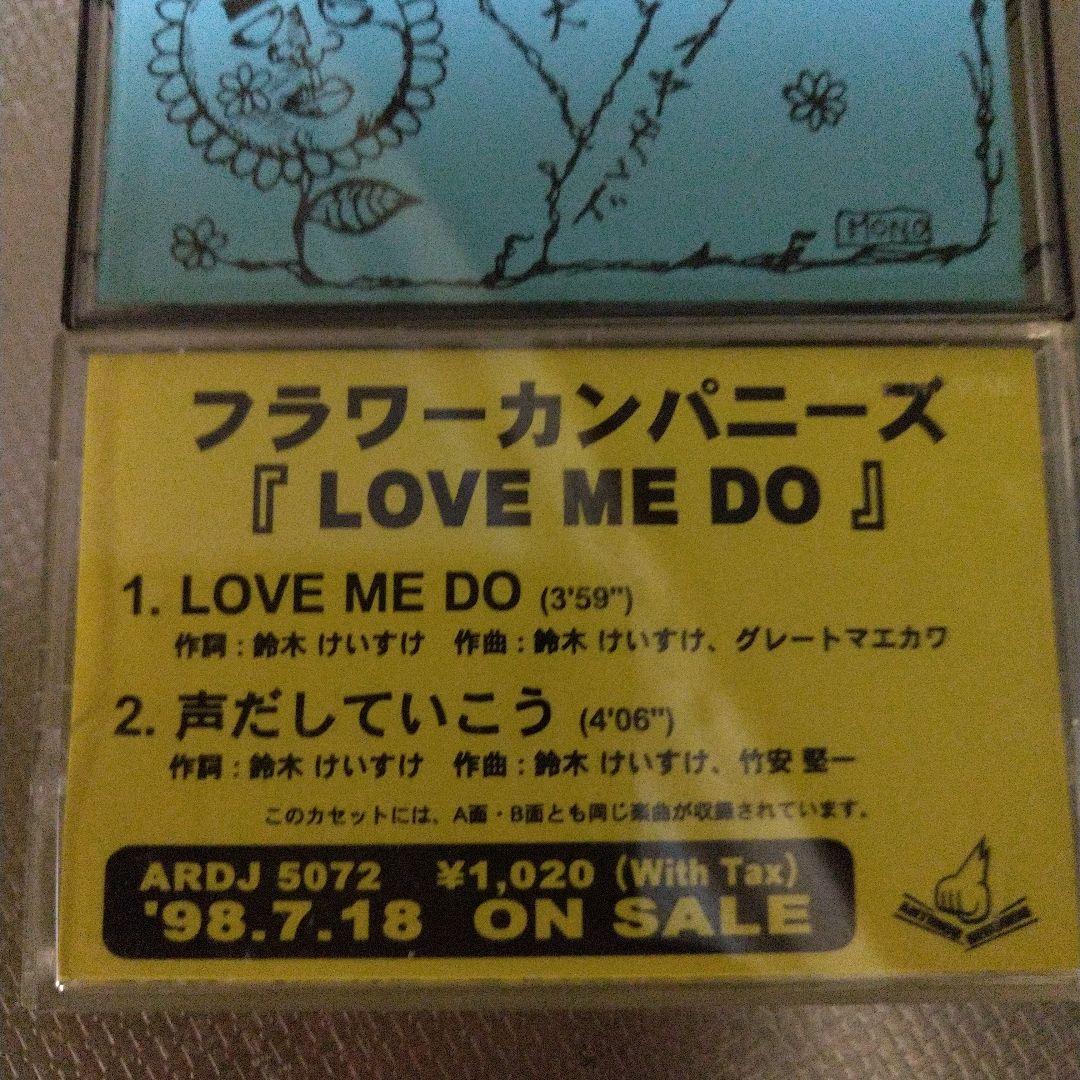 MONO
フラワーカンパニーズ
『 LOVE ME DO 』
1. LOVE ME DO (3'59")
作詞：鈴木 けいすけ　作曲：鈴木 けいすけ、グレートマエカワ
2. 声だしていこう (4'06")
作詞：鈴木 けいすけ　作曲：鈴木 けいすけ、竹安 堅一
このカセットには、A面・B面とも同じ楽曲が収録されています。
ARDJ 5072　¥1,020 (With Tax)
'98.7.18 ON SALE